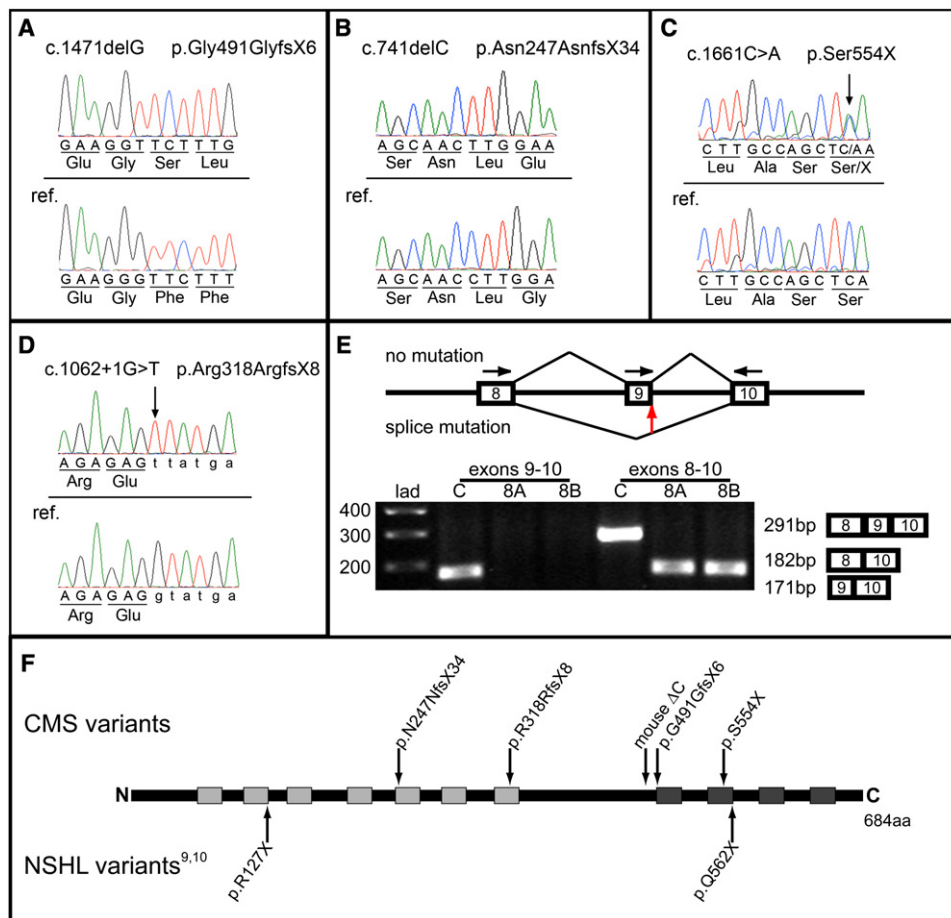 A
c.1471delG p.Gly491GlyfsX6
G A A G G T T C T T T G
Glu Gly Ser Leu
ref.
G A A G G G T T C T T T
Glu Gly Phe Phe
B
c.741delC p.Asn247AsnfsX34
A G C A A C T T G G A A
Ser Asn Leu Glu
ref.
A G C A A C C T T G G A
Ser Asn Leu Gly
C
c.1661C>A p.Ser554X
C T T G C C A G C T C/A A
Leu Ala Ser Ser/X
ref.
C T T G C C A G C T C A
Leu Ala Ser Ser
D
c.1062+1G>T p.Arg318ArgfsX8
A G A G A G t t a t g a
Arg Glu
ref.
A G A G A G g t a t g a
Arg Glu
E
no mutation
8 9 10
splice mutation
exons 9-10 exons 8-10
lad C 8A 8B C 8A 8B
400
300
200
291bp 8 9 10
182bp 8 10
171bp 9 10
F
CMS variants
p.N247NfsX34
p.R318RfsX8
mouse ΔC
p.G491GfsX6
p.S554X
N C
684aa
NSHL variants9,10
p.R127X
p.Q562X